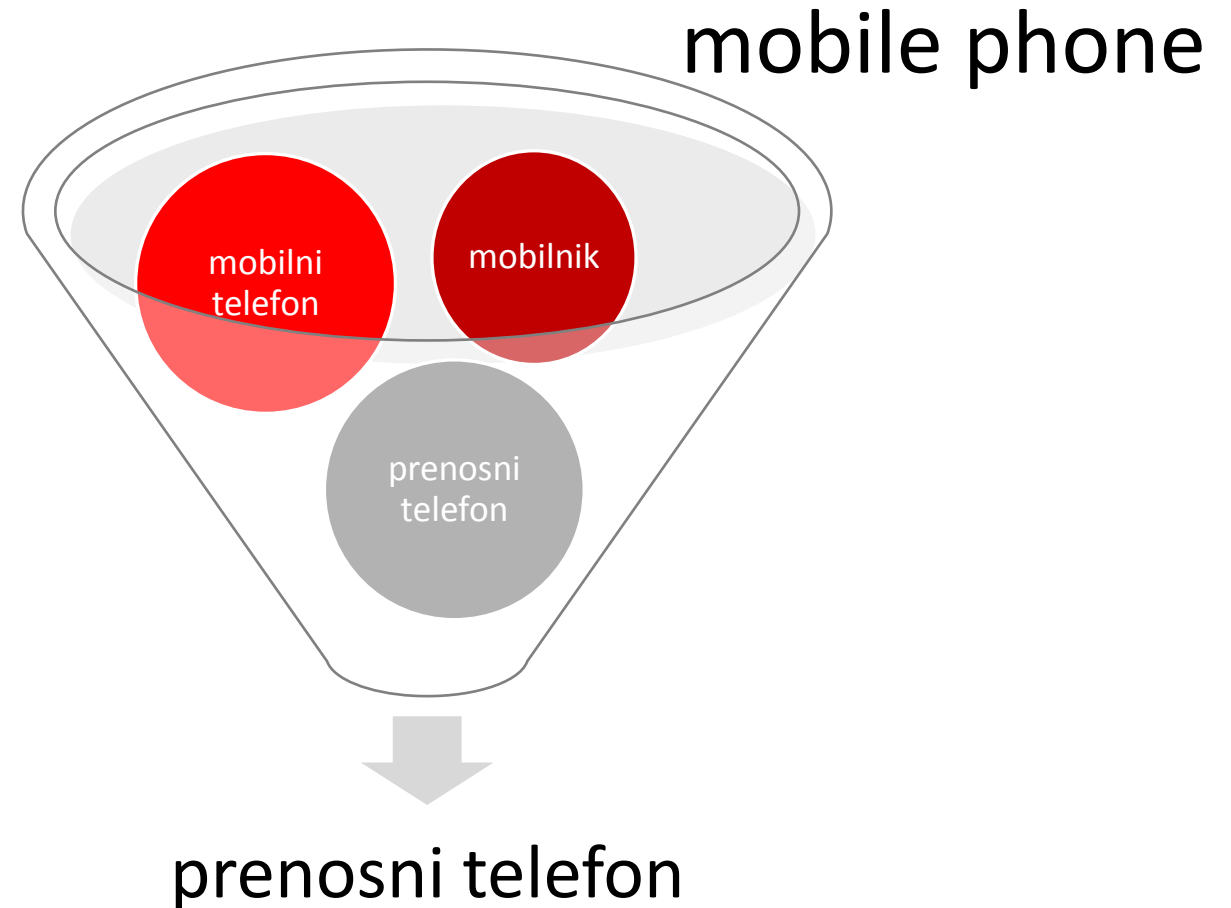 mobile phone
mobilni
telefon
mobilnik
prenosni
telefon
prenosni telefon